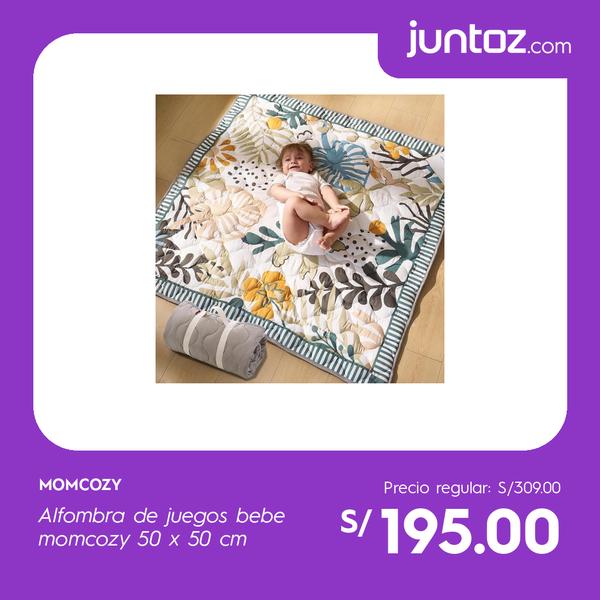 juntoz.com
MOMCOZY
Alfombra de juegos bebe
momcozy 50 x 50 cm
Precio regular: S/309.00
S/195.00